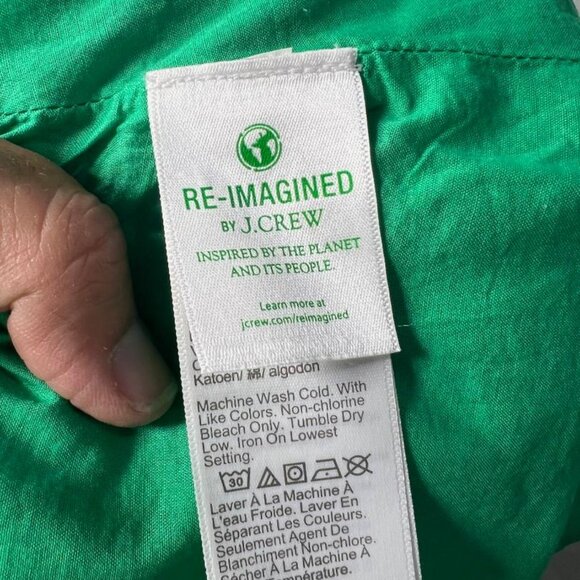 RE-IMAGINED
BY J.CREW
INSPIRED BY THE PLANET
AND ITS PEOPLE.
Learn more at
jcrew.com/reimagined
Katoen/ 棉/ algodon
Machine Wash Cold. With
Like Colors. Non-chlorine
Bleach Only. Tumble Dry
Low. Iron On Lowest
Setting.
30
Laver À La Machine À
L'eau Froide. Laver En
Séparant Les Couleurs.
Seulement Agent De
Blanchiment Non-chlore.
Sécher À La Machine À
Température.